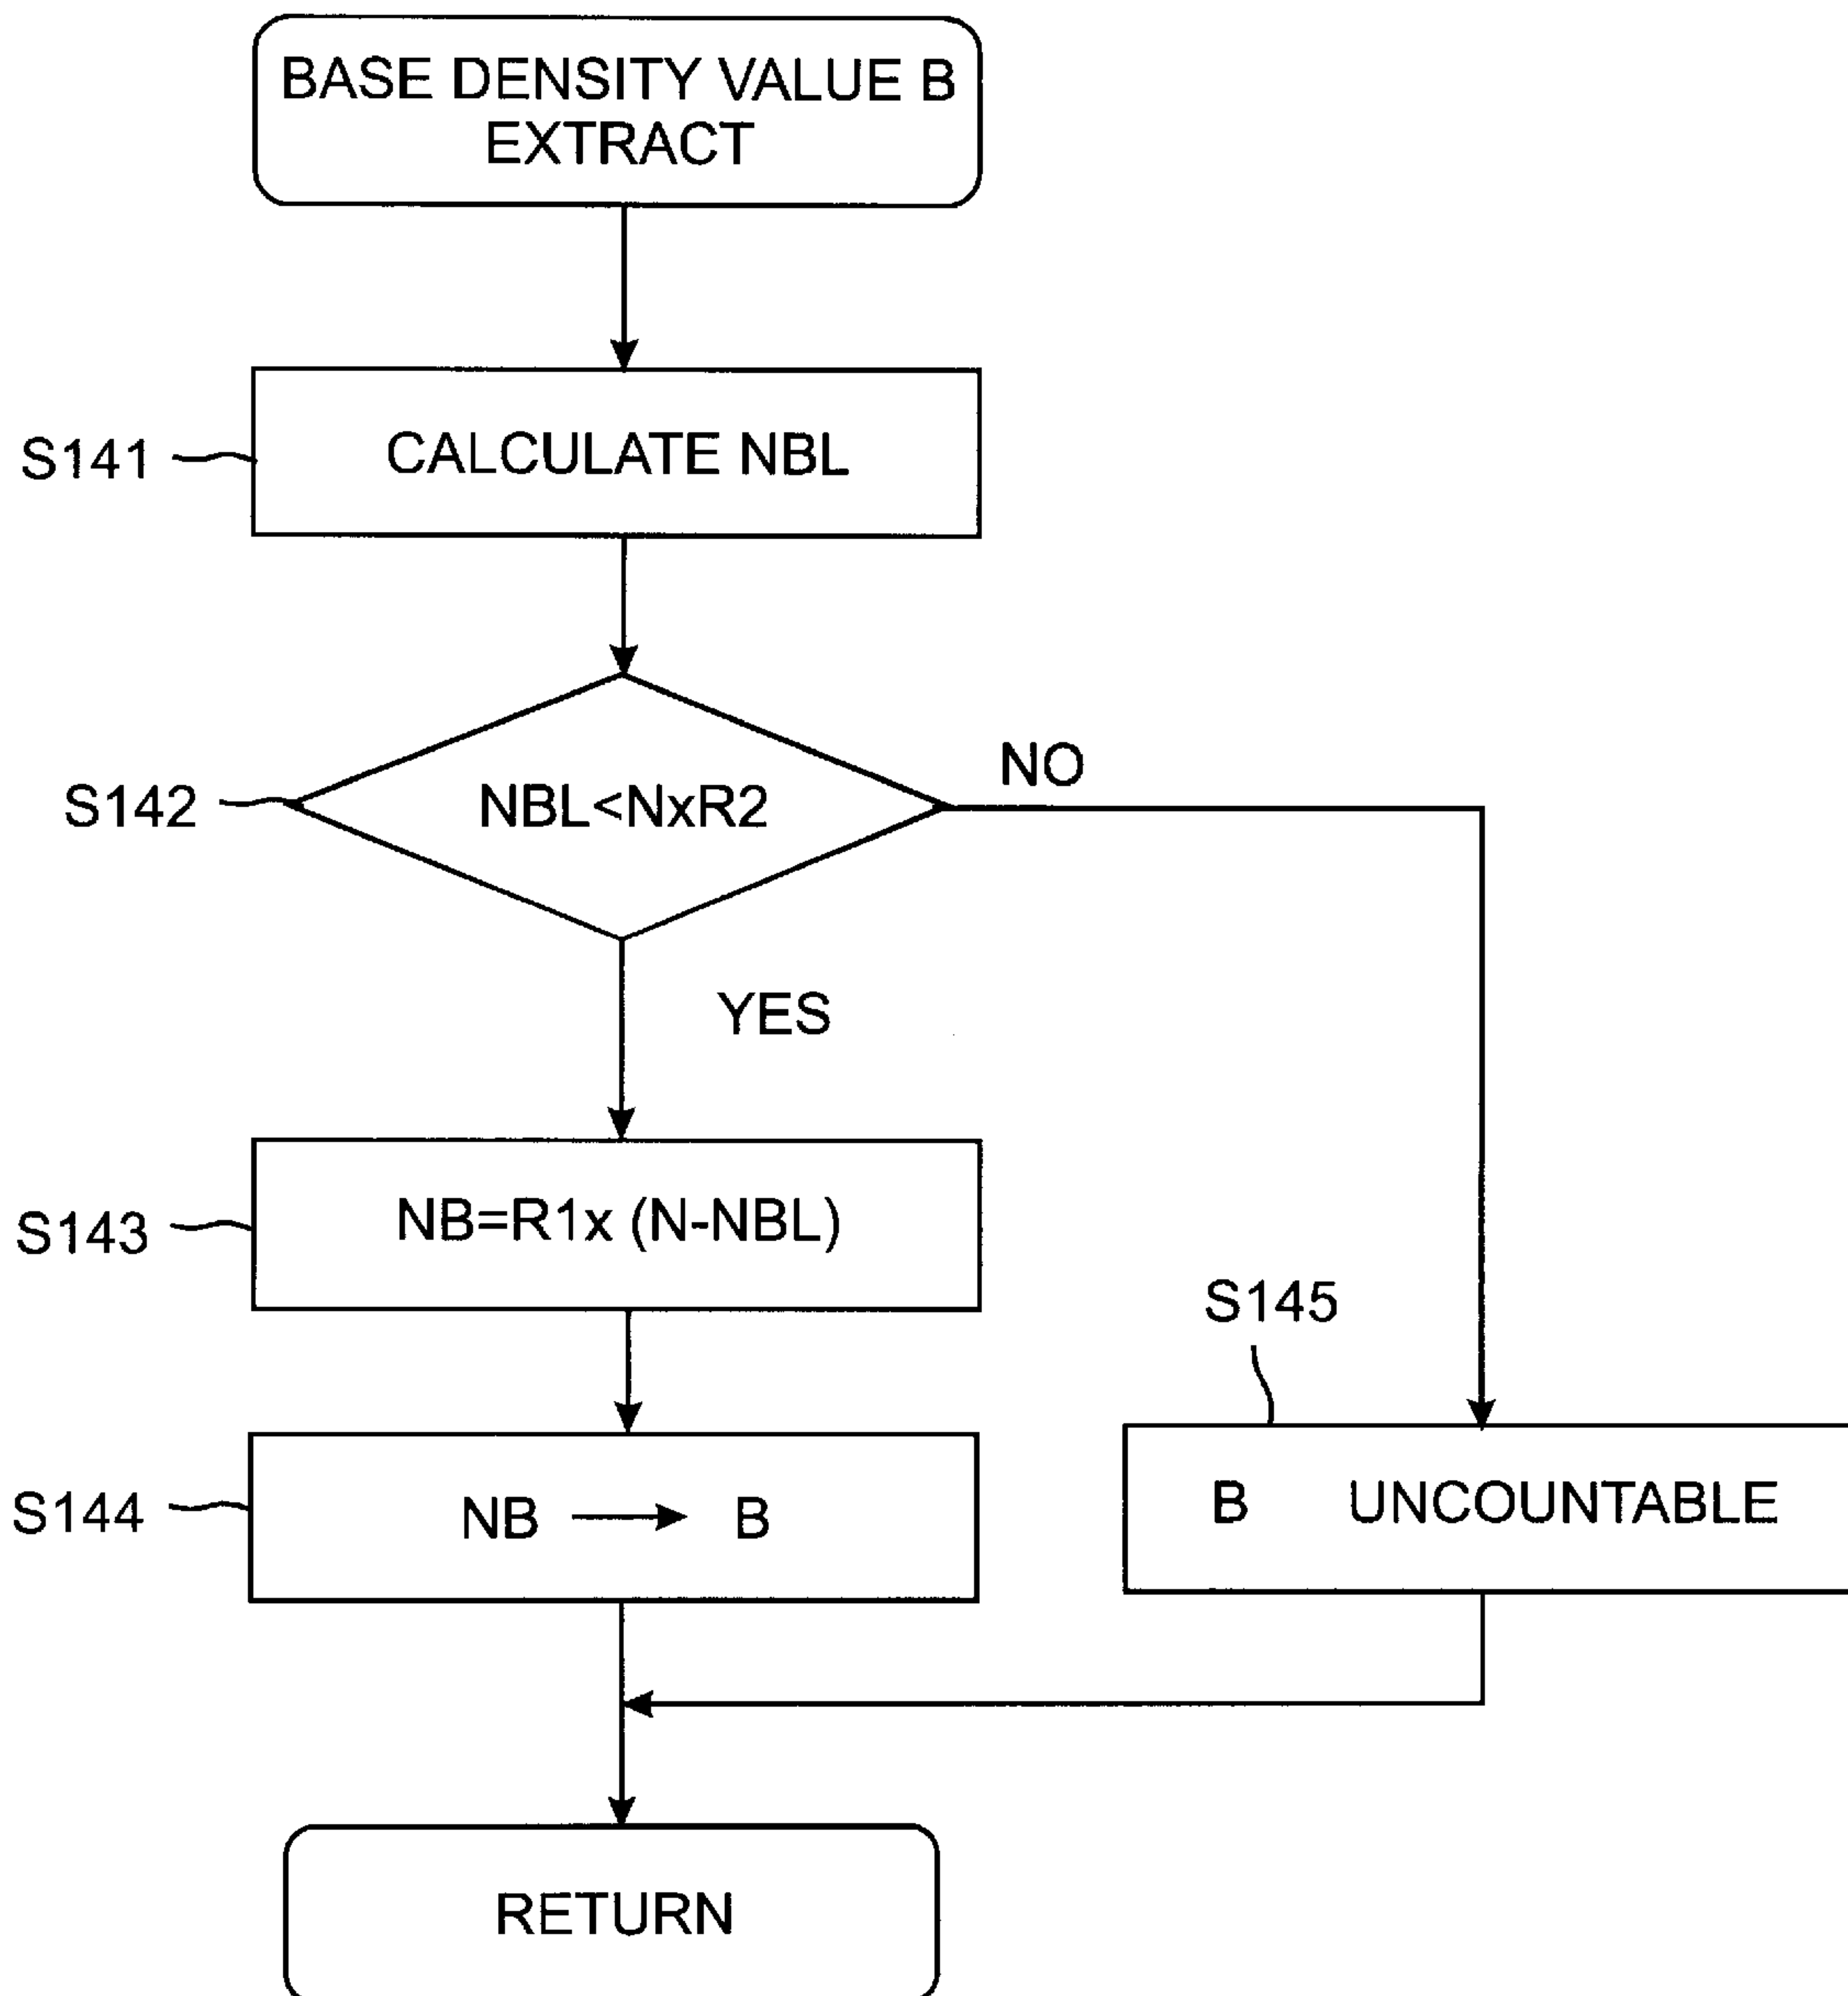 BASE DENSITY VALUE B
EXTRACT
S141
CALCULATE NBL
S142
NBL<NxR2
NO
YES
S143
NB=R1x (N-NBL)
S145
S144
NB → B
B UNCOUNTABLE
RETURN